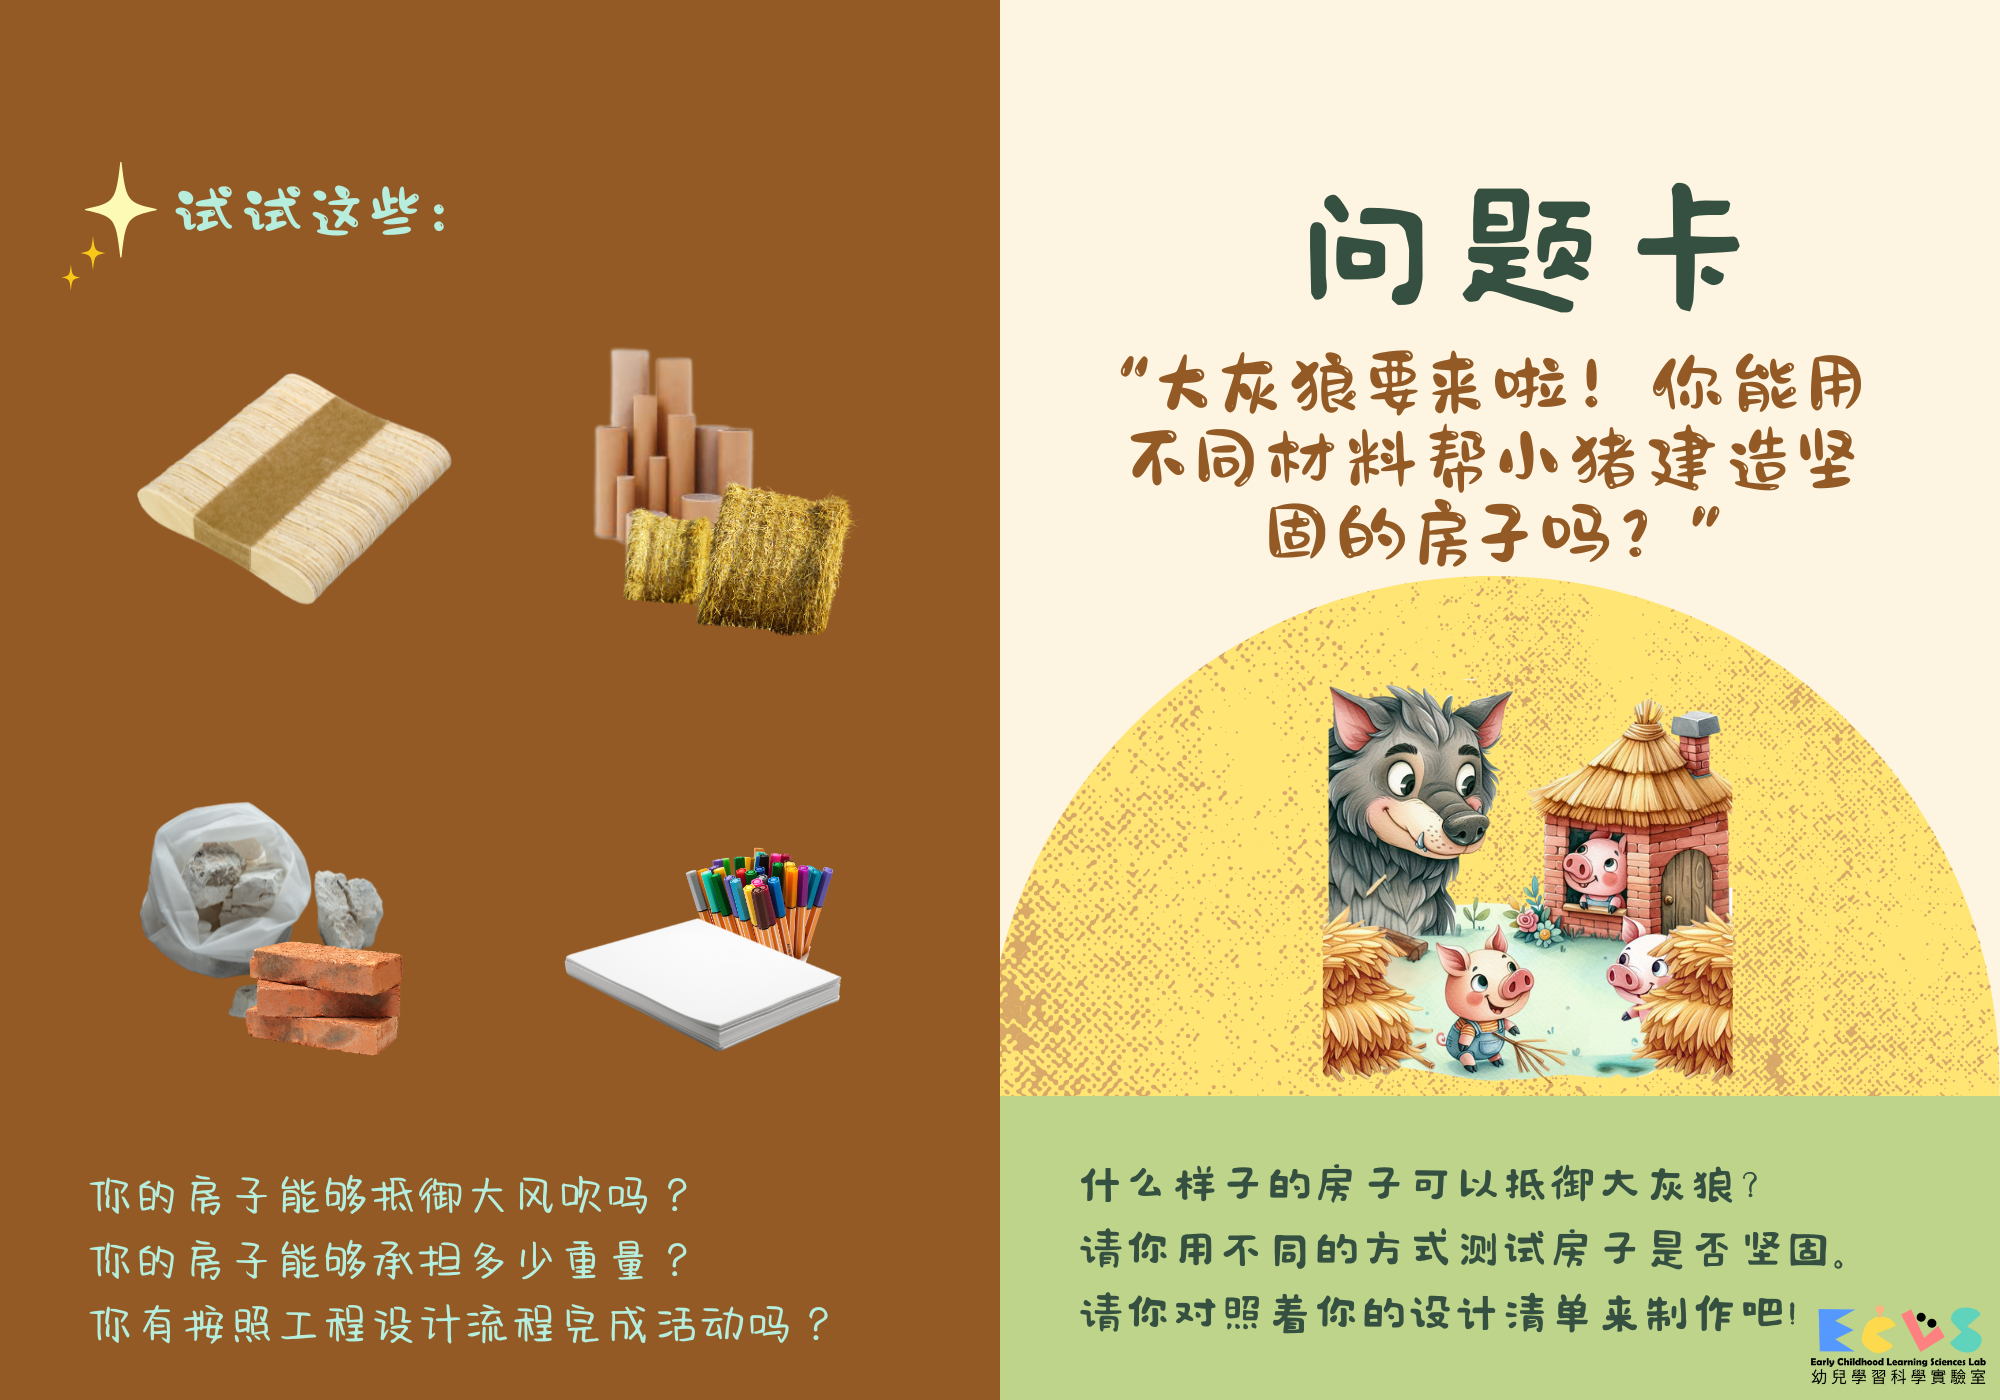 试试这些：
你的房子能够抵御大风吹吗？
你的房子能够承担多少重量？
你有按照工程设计流程完成活动吗？
问题卡
“大灰狼要来啦！你能用
不同材料帮小猪建造坚
固的房子吗？”
什么样子的房子可以抵御大灰狼？
请你用不同的方式测试房子是否坚固。
请你对照着你的设计清单来制作吧！
ECLS
Early Childhood Learning Sciences Lab
幼兒學習科學實驗室